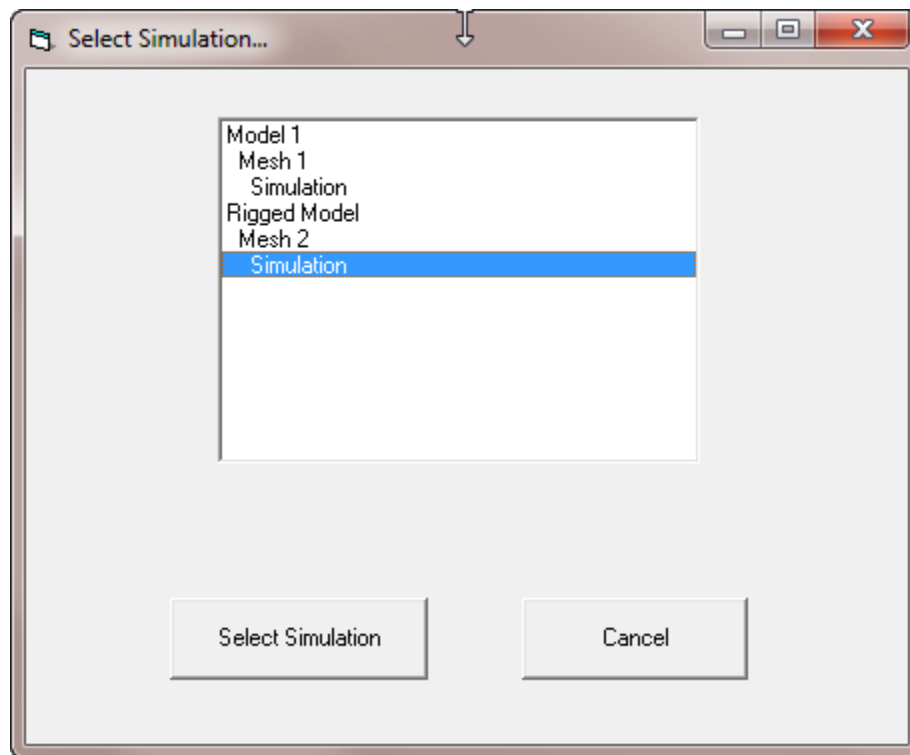 Select Simulation...
Model 1
Mesh 1
Simulation
Rigged Model
Mesh 2
Simulation
Select Simulation
Cancel